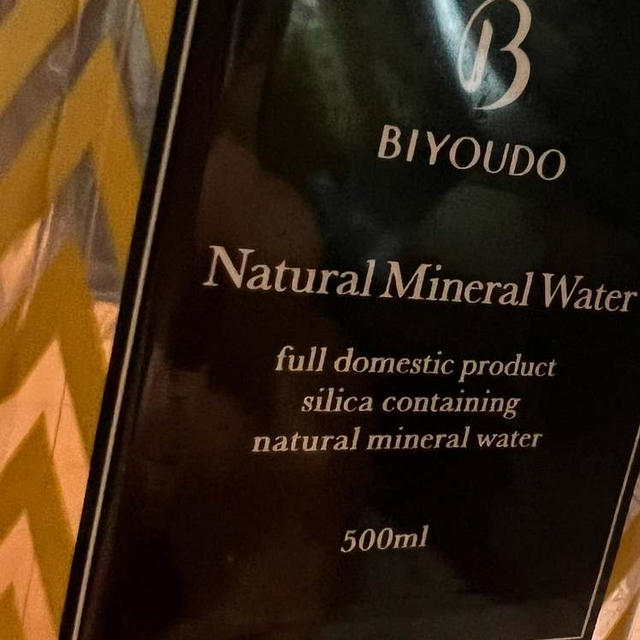 B
BIYOUDO
Natural Mineral Water
full domestic product
silica containing
natural mineral water
500ml